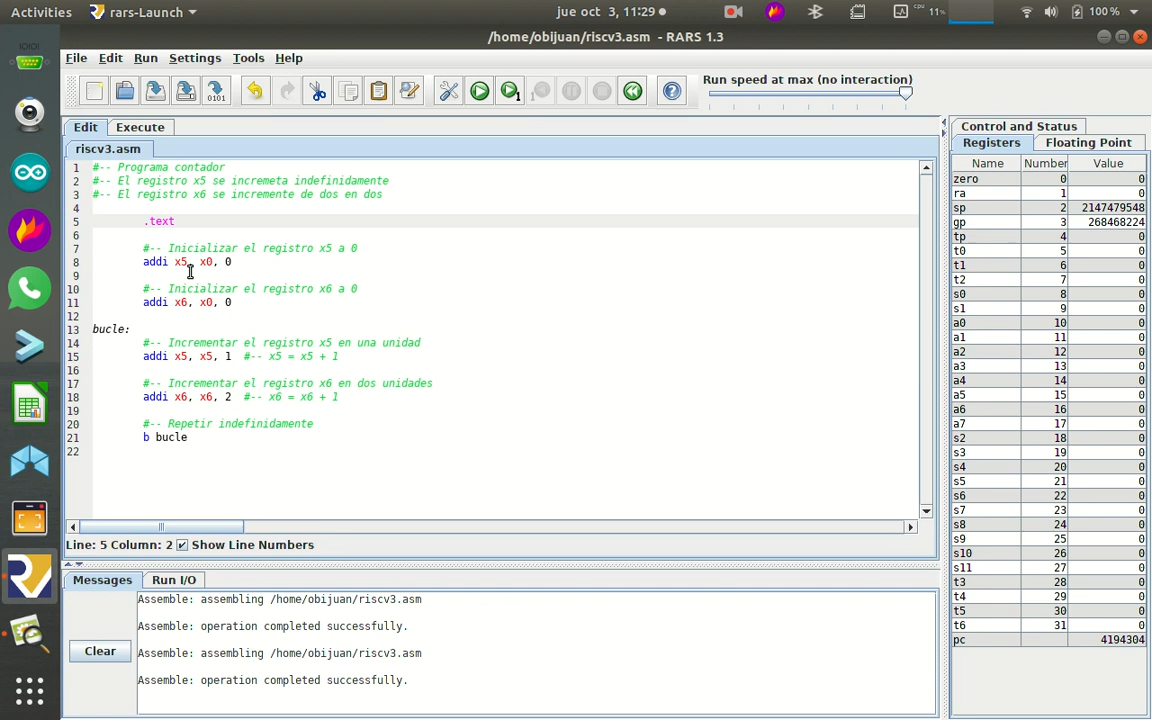 Activities rars-Launch jue oct 3, 11:29 cpu 11% 100 %
/home/obijuan/riscv3.asm - RARS 1.3
File Edit Run Settings Tools Help
Run speed at max (no interaction)
Edit Execute
riscv3.asm
1 #-- Programa contador
2 #-- El registro x5 se incremeta indefinidamente
3 #-- El registro x6 se incremente de dos en dos
4
5 .text
6
7 #-- Inicializar el registro x5 a 0
8 addi x5, x0, 0
9
10 #-- Inicializar el registro x6 a 0
11 addi x6, x0, 0
12
13 bucle:
14 #-- Incrementar el registro x5 en una unidad
15 addi x5, x5, 1 #-- x5 = x5 + 1
16
17 #-- Incrementar el registro x6 en dos unidades
18 addi x6, x6, 2 #-- x6 = x6 + 1
19
20 #-- Repetir indefinidamente
21 b bucle
22
Line: 5 Column: 2 Show Line Numbers
Messages Run I/O
Clear
Assemble: assembling /home/obijuan/riscv3.asm
Assemble: operation completed successfully.
Assemble: assembling /home/obijuan/riscv3.asm
Assemble: operation completed successfully.
Control and Status
Registers Floating Point
Name Number Value
zero 0 0
ra 1 0
sp 2 2147479548
gp 3 268468224
tp 4 0
t0 5 0
t1 6 0
t2 7 0
s0 8 0
s1 9 0
a0 10 0
a1 11 0
a2 12 0
a3 13 0
a4 14 0
a5 15 0
a6 16 0
a7 17 0
s2 18 0
s3 19 0
s4 20 0
s5 21 0
s6 22 0
s7 23 0
s8 24 0
s9 25 0
s10 26 0
s11 27 0
t3 28 0
t4 29 0
t5 30 0
t6 31 0
pc 4194304